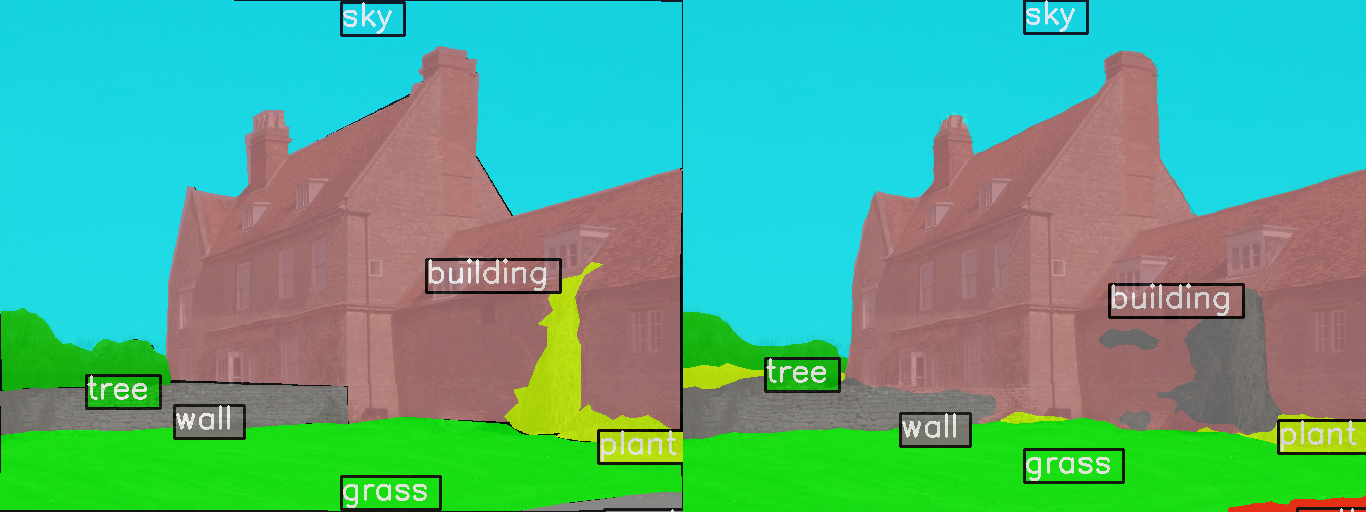 sky
building
tree
wall
plant
grass
sky
building
tree
wall
plant
grass